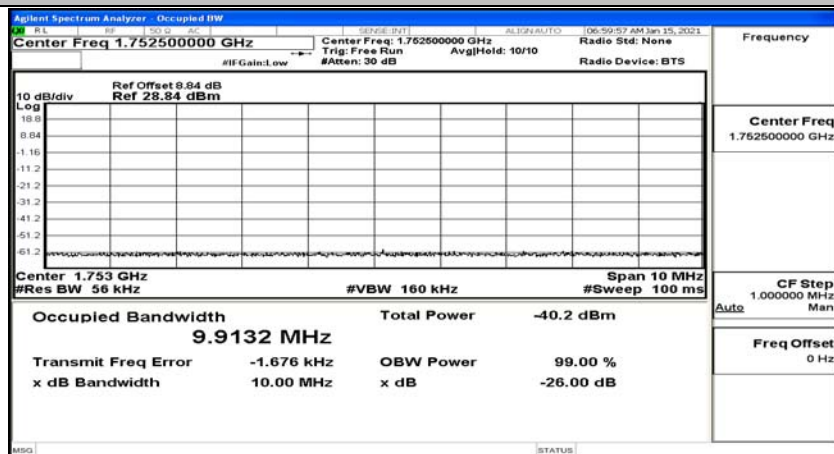 Agilent Spectrum Analyzer - Occupied BW
RL RF 50 Ω AC SENSE:INT ALIGN AUTO 06:59:57 AM Jan 15, 2021
Center Freq 1.752500000 GHz
Center Freq: 1.752500000 GHz
Radio Std: None
Trig: Free Run Avg|Hold: 10/10
#IFGain:Low
#Atten: 30 dB
Radio Device: BTS
Ref Offset 8.84 dB
10 dB/div Ref 28.84 dBm
Log
18.8
8.84
-1.16
-11.2
-21.2
-31.2
-41.2
-51.2
-61.2
Center 1.753 GHz
Span 10 MHz
#Res BW 56 kHz
#VBW 160 kHz
#Sweep 100 ms
Occupied Bandwidth
Total Power -40.2 dBm
9.9132 MHz
Transmit Freq Error -1.676 kHz
OBW Power 99.00 %
x dB Bandwidth 10.00 MHz
x dB -26.00 dB
MSG
STATUS
Frequency
Center Freq
1.752500000 GHz
CF Step
1.000000 MHz
Auto Man
Freq Offset
0 Hz